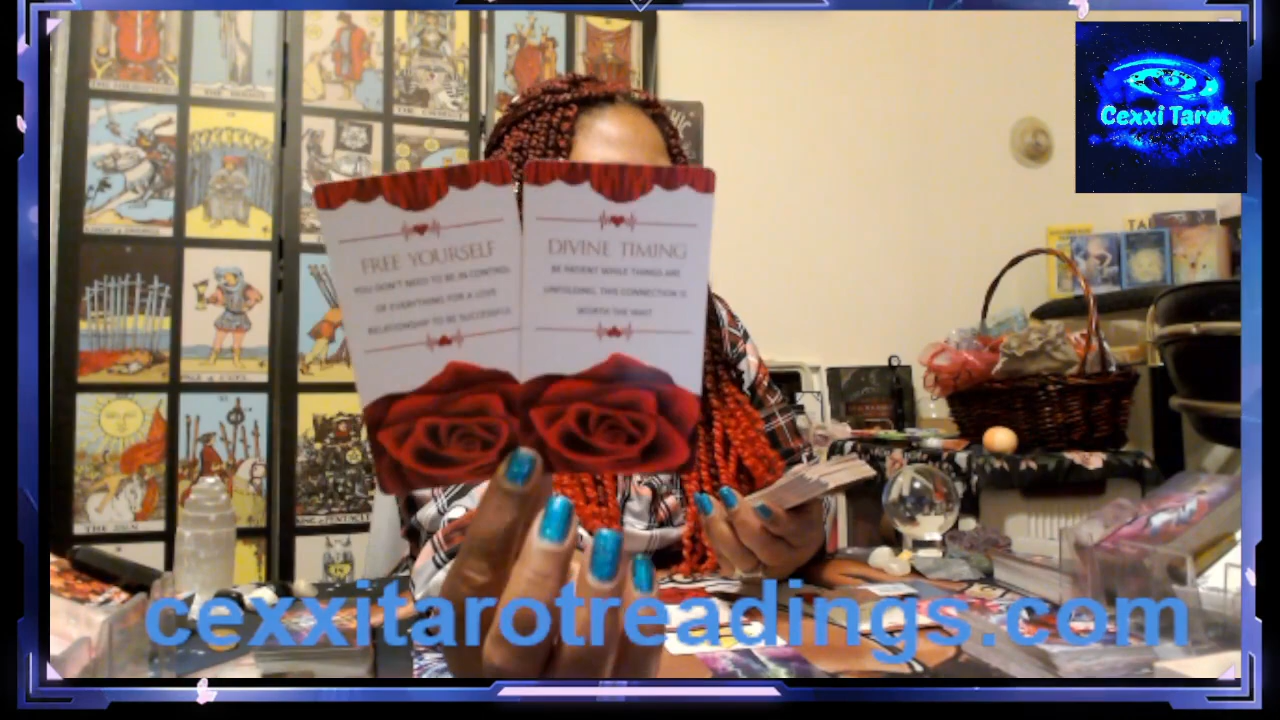 Cexxi Tarot
FREE YOURSELF
YOU DON'T NEED TO BE IN CONTROL
OF EVERYTHING FOR A LOVE
RELATIONSHIP TO BE SUCCESSFUL
DIVINE TIMING
BE PATIENT WHILE THINGS ARE
UNFOLDING. THIS CONNECTION IS
WORTH THE WAIT
THE SUN
cexxitarotreadings.com